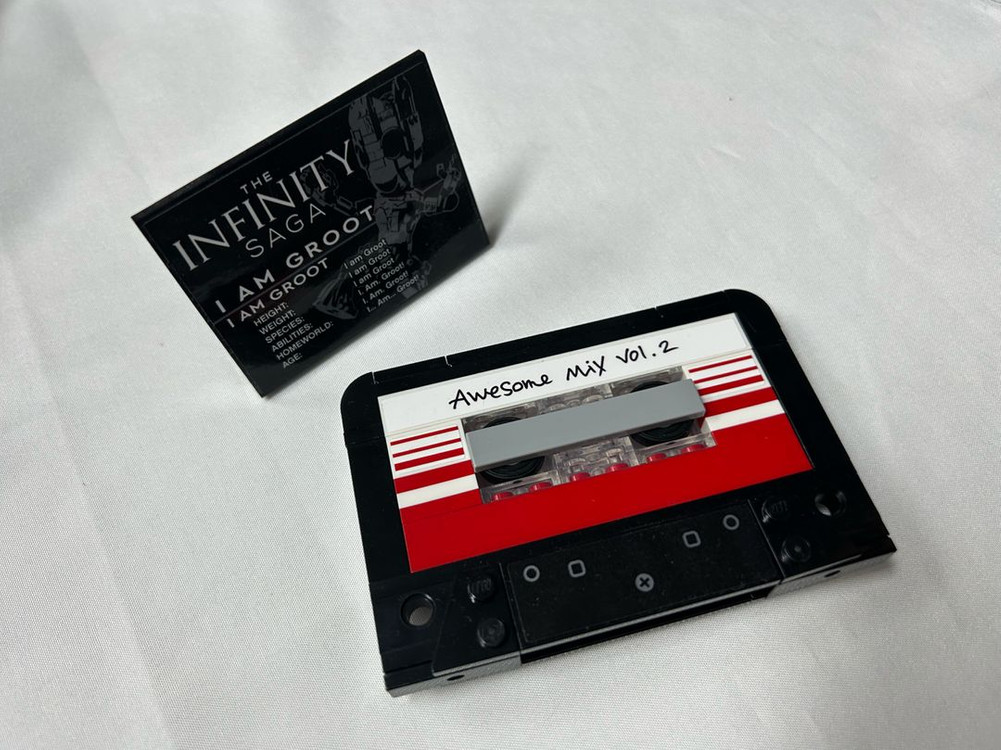 THE
INFINITY
SAGA
I AM GROOT
I AM GROOT
HEIGHT: I am Groot
WEIGHT: I am Groot
SPECIES: I am Groot
ABILITIES: I. Am. Groot!
HOMEWORLD: I. Am. Groot!
AGE: I... Am... Groot!
Awesome Mix Vol.2